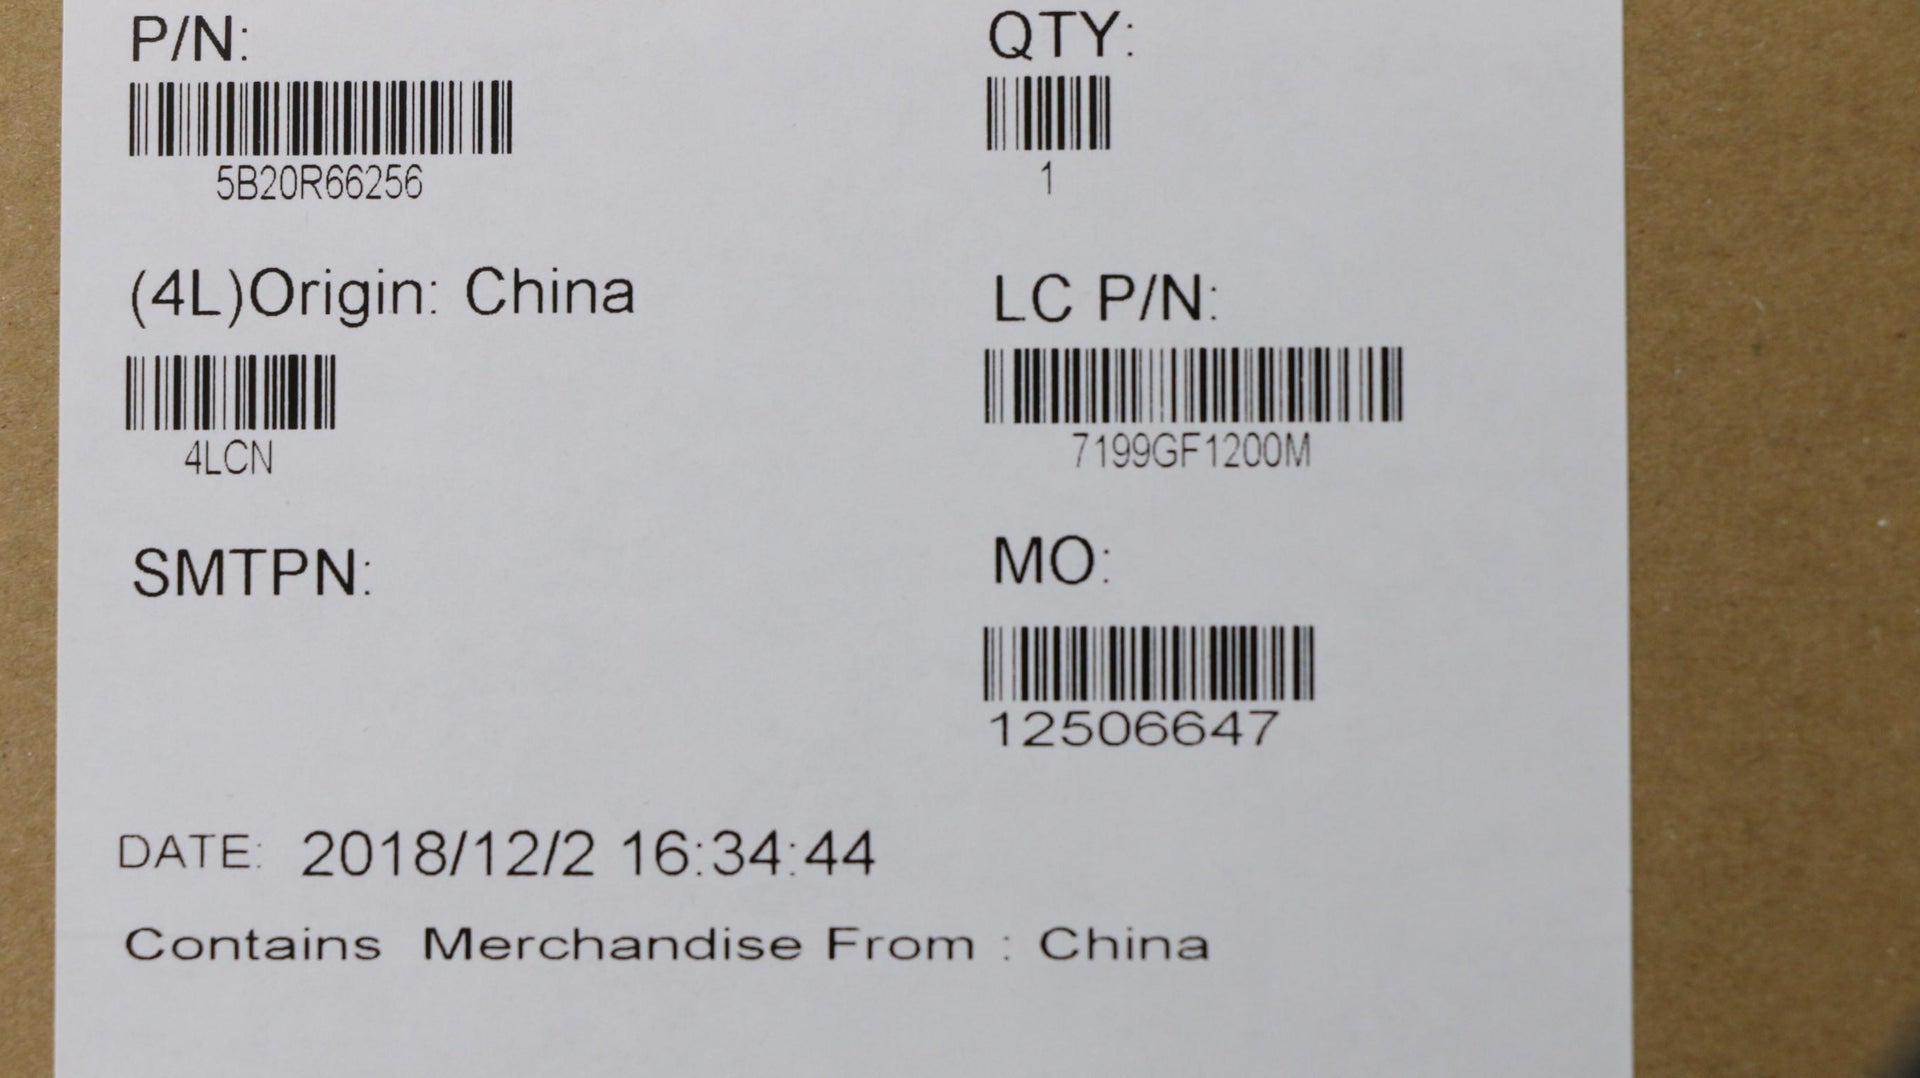 P/N:
5B20R66256
QTY:
1
(4L)Origin: China
4LCN
LC P/N:
7199GF1200M
SMTPN:
MO:
12506647
DATE: 2018/12/2 16:34:44
Contains Merchandise From : China